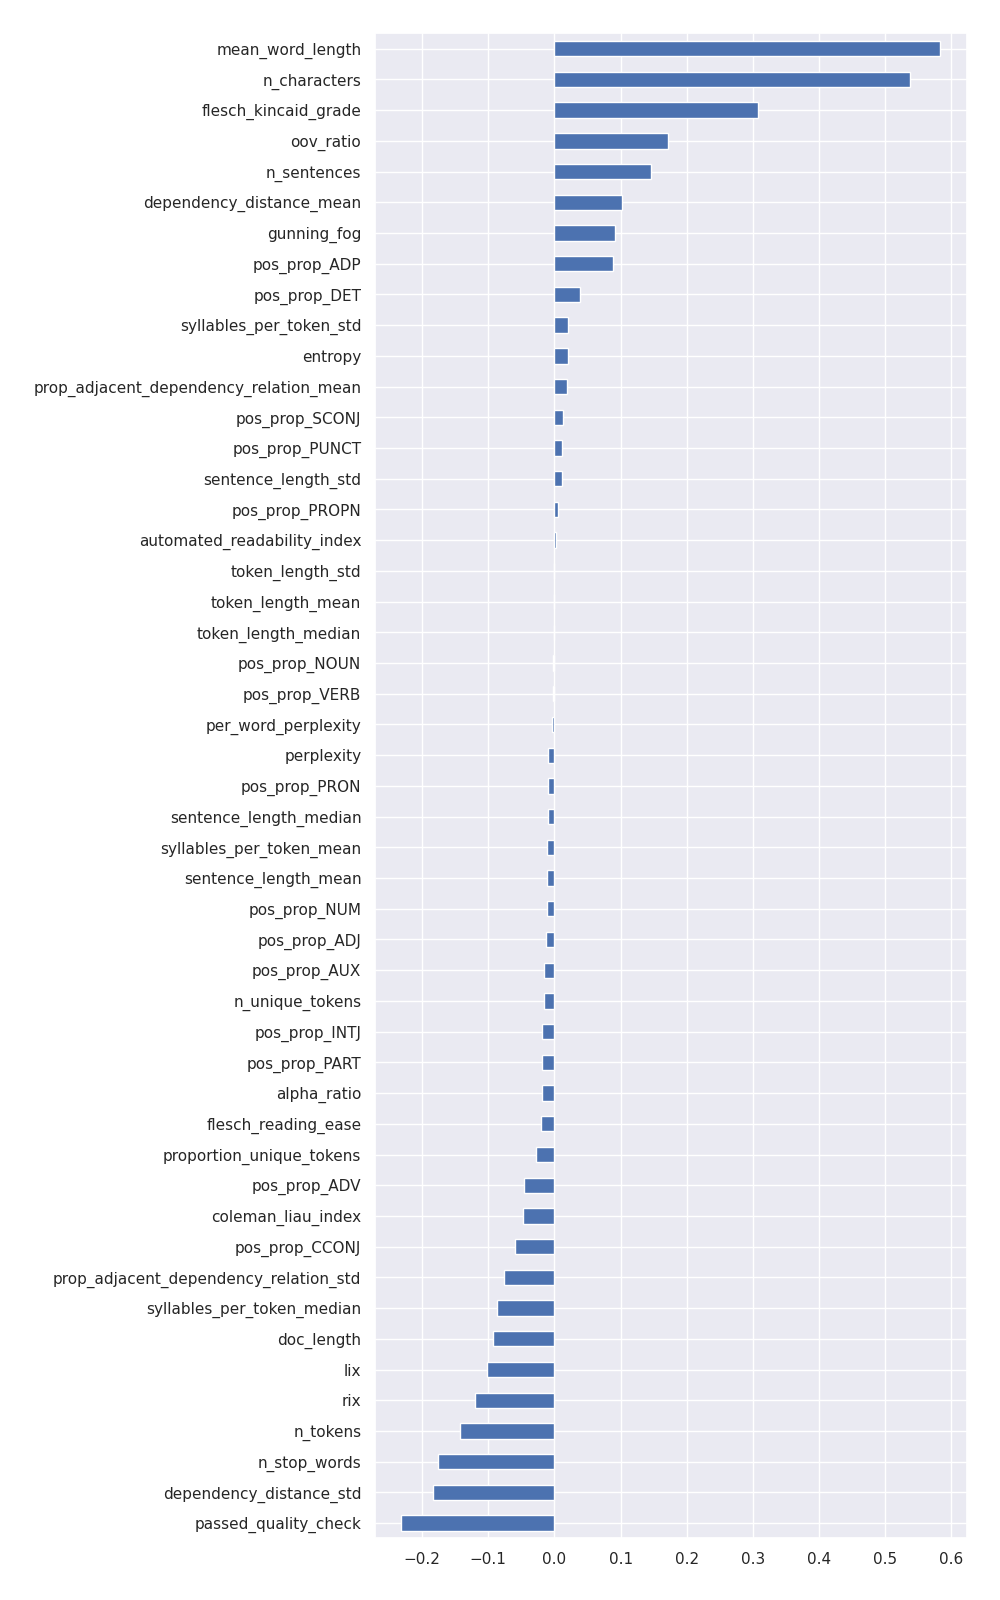 mean_word_length
n_characters
flesch_kincaid_grade
oov_ratio
n_sentences
dependency_distance_mean
gunning_fog
pos_prop_ADP
pos_prop_DET
syllables_per_token_std
entropy
prop_adjacent_dependency_relation_mean
pos_prop_SCONJ
pos_prop_PUNCT
sentence_length_std
pos_prop_PROPN
automated_readability_index
token_length_std
token_length_mean
token_length_median
pos_prop_NOUN
pos_prop_VERB
per_word_perplexity
perplexity
pos_prop_PRON
sentence_length_median
syllables_per_token_mean
sentence_length_mean
pos_prop_NUM
pos_prop_ADJ
pos_prop_AUX
n_unique_tokens
pos_prop_INTJ
pos_prop_PART
alpha_ratio
flesch_reading_ease
proportion_unique_tokens
pos_prop_ADV
coleman_liau_index
pos_prop_CCONJ
prop_adjacent_dependency_relation_std
syllables_per_token_median
doc_length
lix
rix
n_tokens
n_stop_words
dependency_distance_std
passed_quality_check
−0.2 −0.1 0.0 0.1 0.2 0.3 0.4 0.5 0.6